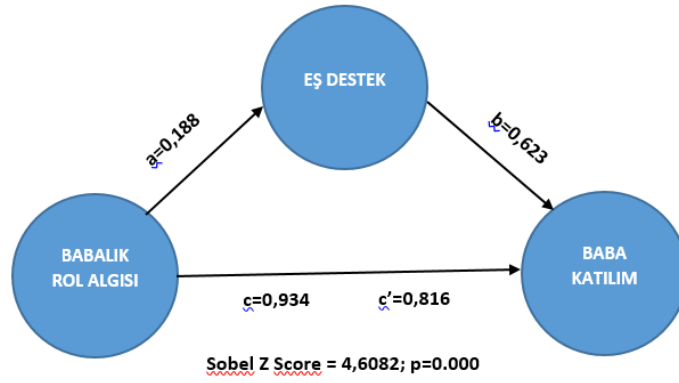 EŞ DESTEK
a=0,188
b=0,623
BABALIK
ROL ALGISI
BABA
KATILIM
c=0,934
c’=0,816
Sobel Z Score = 4,6082; p=0.000